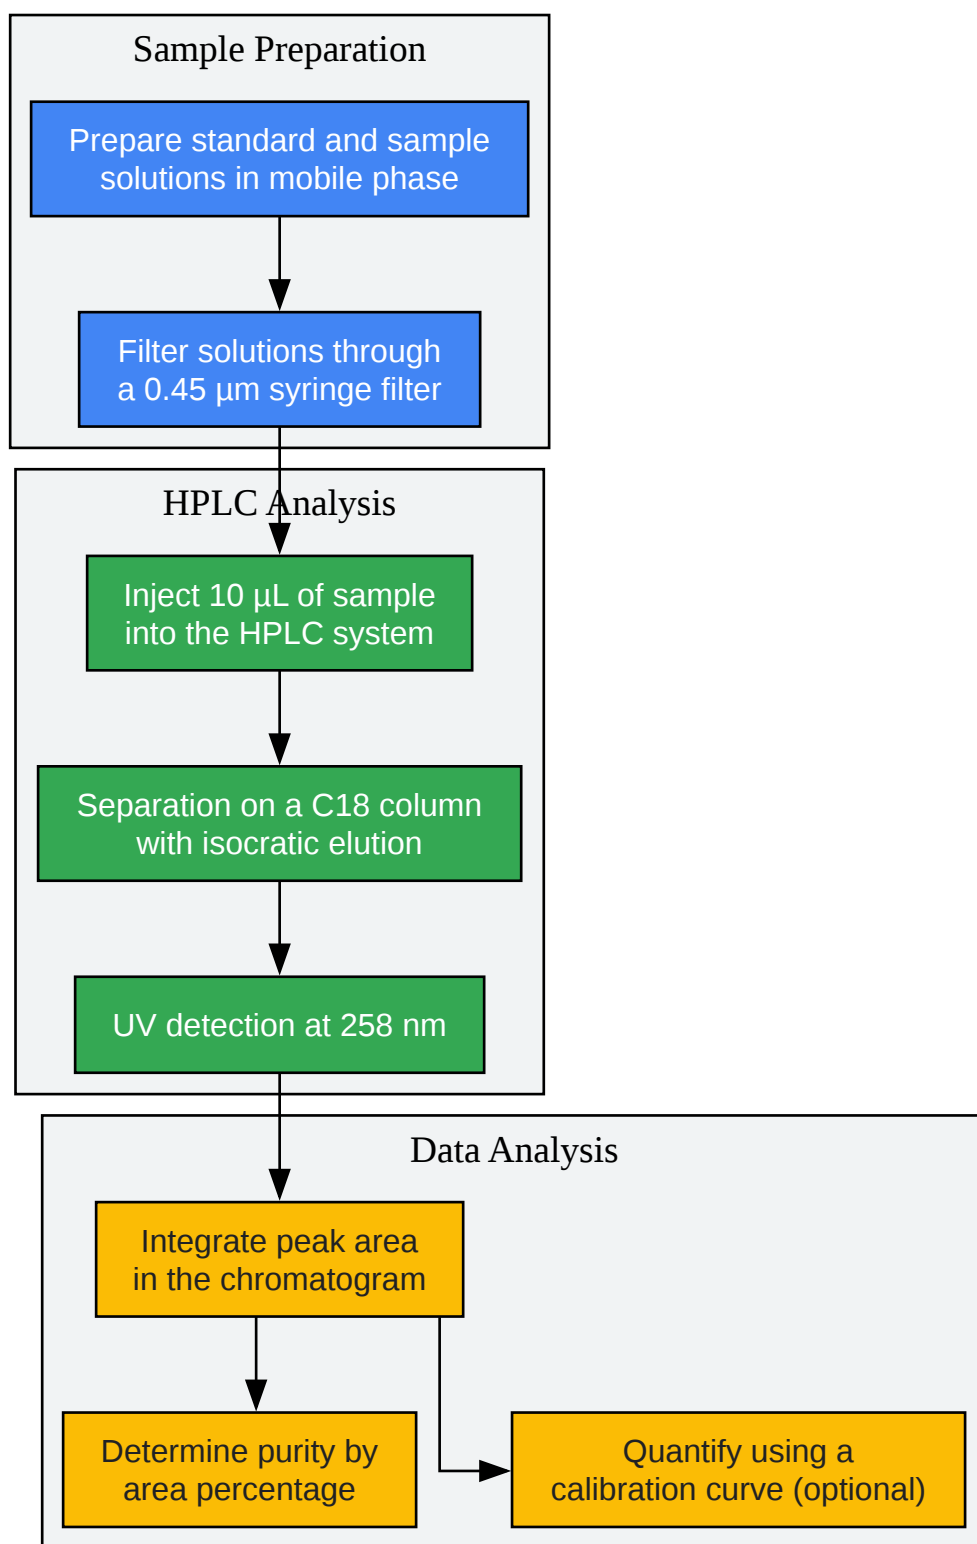 Sample Preparation
Prepare standard and sample
solutions in mobile phase
Filter solutions through
a 0.45 µm syringe filter
HPLC Analysis
Inject 10 µL of sample
into the HPLC system
Separation on a C18 column
with isocratic elution
UV detection at 258 nm
Data Analysis
Integrate peak area
in the chromatogram
Determine purity by
area percentage
Quantify using a
calibration curve (optional)